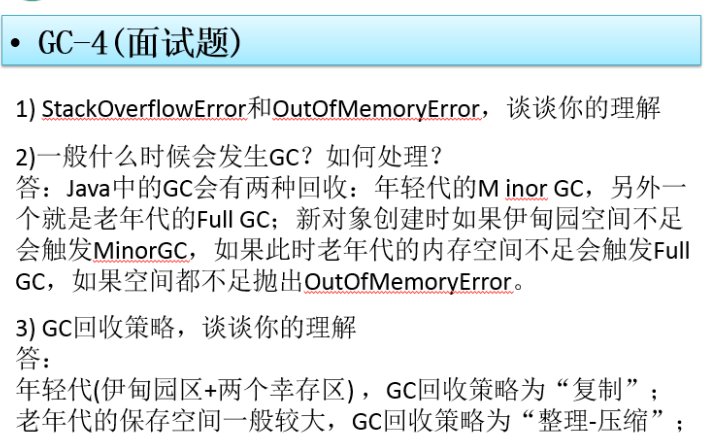 • GC-4(面试题)
1) StackOverflowError和OutOfMemoryError，谈谈你的理解
2)一般什么时候会发生GC？如何处理？
答：Java中的GC会有两种回收：年轻代的M inor GC，另外一
个就是老年代的Full GC；新对象创建时如果伊甸园空间不足
会触发MinorGC，如果此时老年代的内存空间不足会触发Full
GC，如果空间都不足抛出OutOfMemoryError。
3) GC回收策略，谈谈你的理解
答：
年轻代(伊甸园区+两个幸存区)，GC回收策略为“复制”；
老年代的保存空间一般较大，GC回收策略为“整理-压缩”；